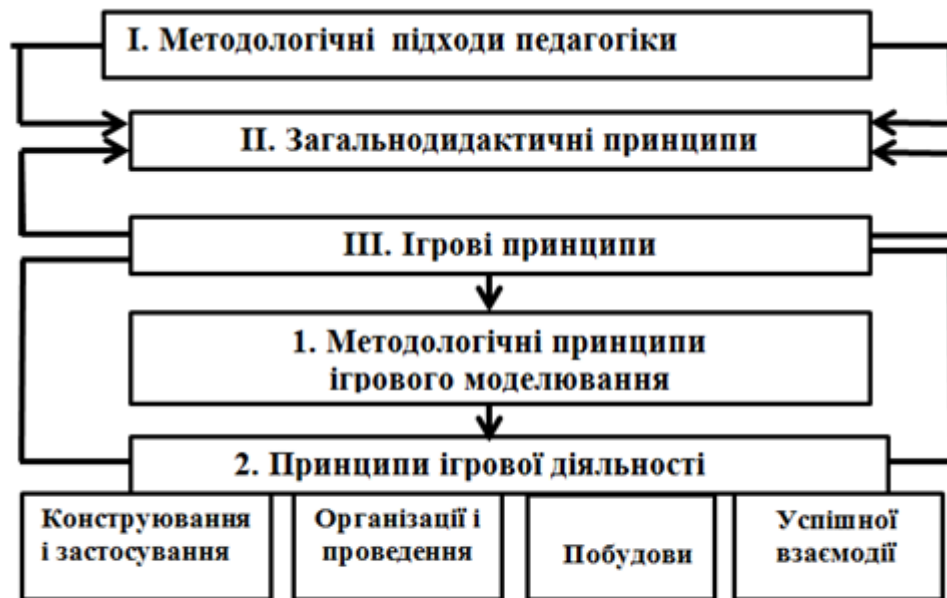 І. Методологічні підходи педагогіки
ІІ. Загальнодидактичні принципи
ІІІ. Ігрові принципи
1. Методологічні принципи
ігрового моделювання
2. Принципи ігрової діяльності
Конструювання
і застосування
Організації і
проведення
Побудови
Успішної
взаємодії